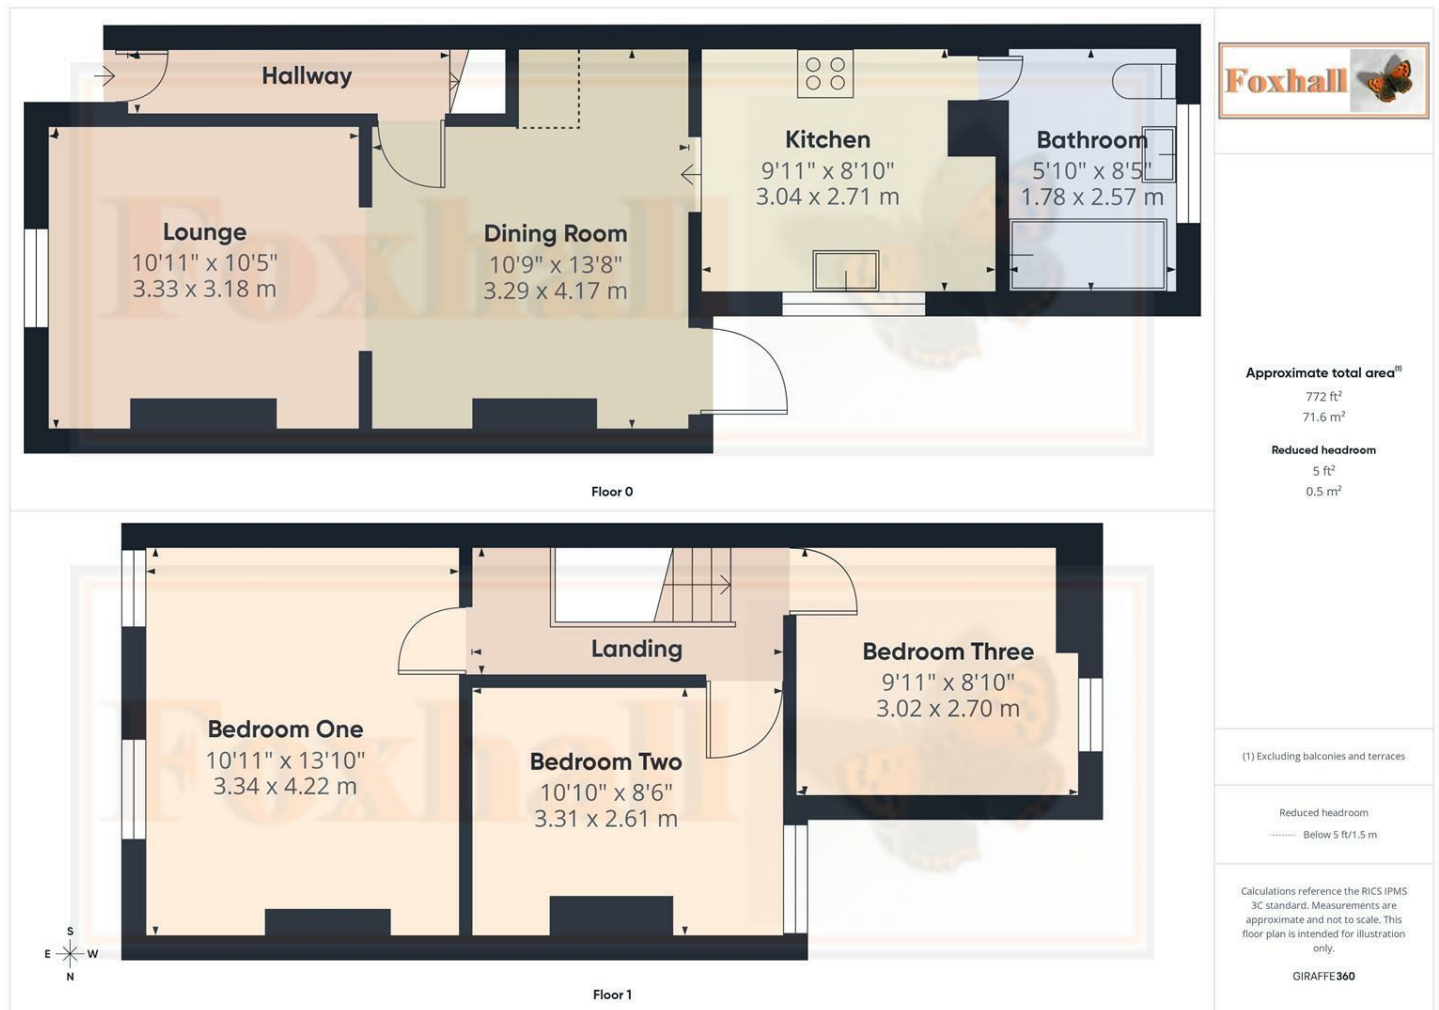 Hallway
Lounge
10'11" x 10'5"
3.33 x 3.18 m
Dining Room
10'9" x 13'8"
3.29 x 4.17 m
Kitchen
9'11" x 8'10"
3.04 x 2.71 m
Bathroom
5'10" x 8'5"
1.78 x 2.57 m
Foxhall
Floor 0
Landing
Bedroom One
10'11" x 13'10"
3.34 x 4.22 m
Bedroom Two
10'10" x 8'6"
3.31 x 2.61 m
Bedroom Three
9'11" x 8'10"
3.02 x 2.70 m
Foxhall
S
E W
N
Floor 1
Foxhall
Approximate total area⁽¹⁾
772 ft²
71.6 m²
Reduced headroom
5 ft²
0.5 m²
(1) Excluding balconies and terraces
Reduced headroom
Below 5 ft/1.5 m
Calculations reference the RICS IPMS
3C standard. Measurements are
approximate and not to scale. This
floor plan is intended for illustration
only.
GIRAFFE360